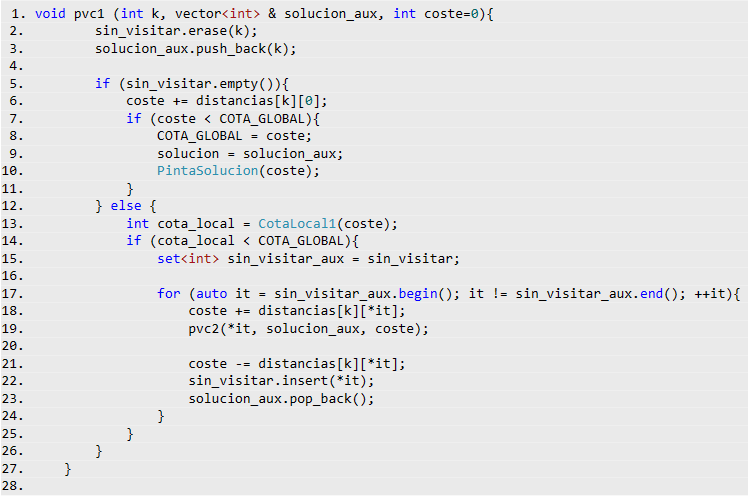 1. void pvc1 (int k, vector<int> & solucion_aux, int coste=0){
2. sin_visitar.erase(k);
3. solucion_aux.push_back(k);
4.
5. if (sin_visitar.empty()){
6. coste += distancias[k][0];
7. if (coste < COTA_GLOBAL){
8. COTA_GLOBAL = coste;
9. solucion = solucion_aux;
10. PintaSolucion(coste);
11. }
12. } else {
13. int cota_local = CotaLocal1(coste);
14. if (cota_local < COTA_GLOBAL){
15. set<int> sin_visitar_aux = sin_visitar;
16.
17. for (auto it = sin_visitar_aux.begin(); it != sin_visitar_aux.end(); ++it){
18. coste += distancias[k][*it];
19. pvc2(*it, solucion_aux, coste);
20.
21. coste -= distancias[k][*it];
22. sin_visitar.insert(*it);
23. solucion_aux.pop_back();
24. }
25. }
26. }
27. }
28.